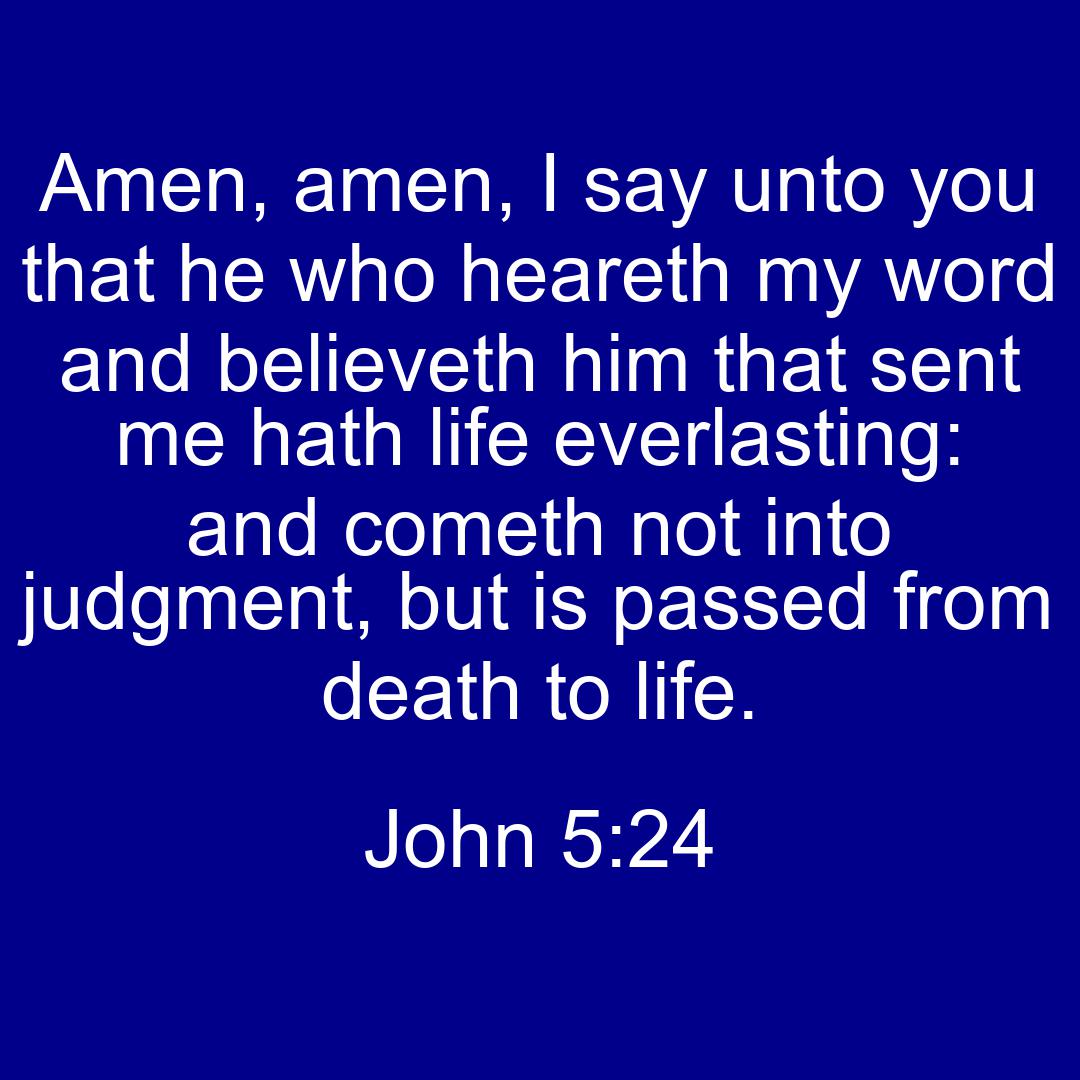 Amen, amen, I say unto you
that he who heareth my word
and believeth him that sent
me hath life everlasting:
and cometh not into
judgment, but is passed from
death to life.
John 5:24